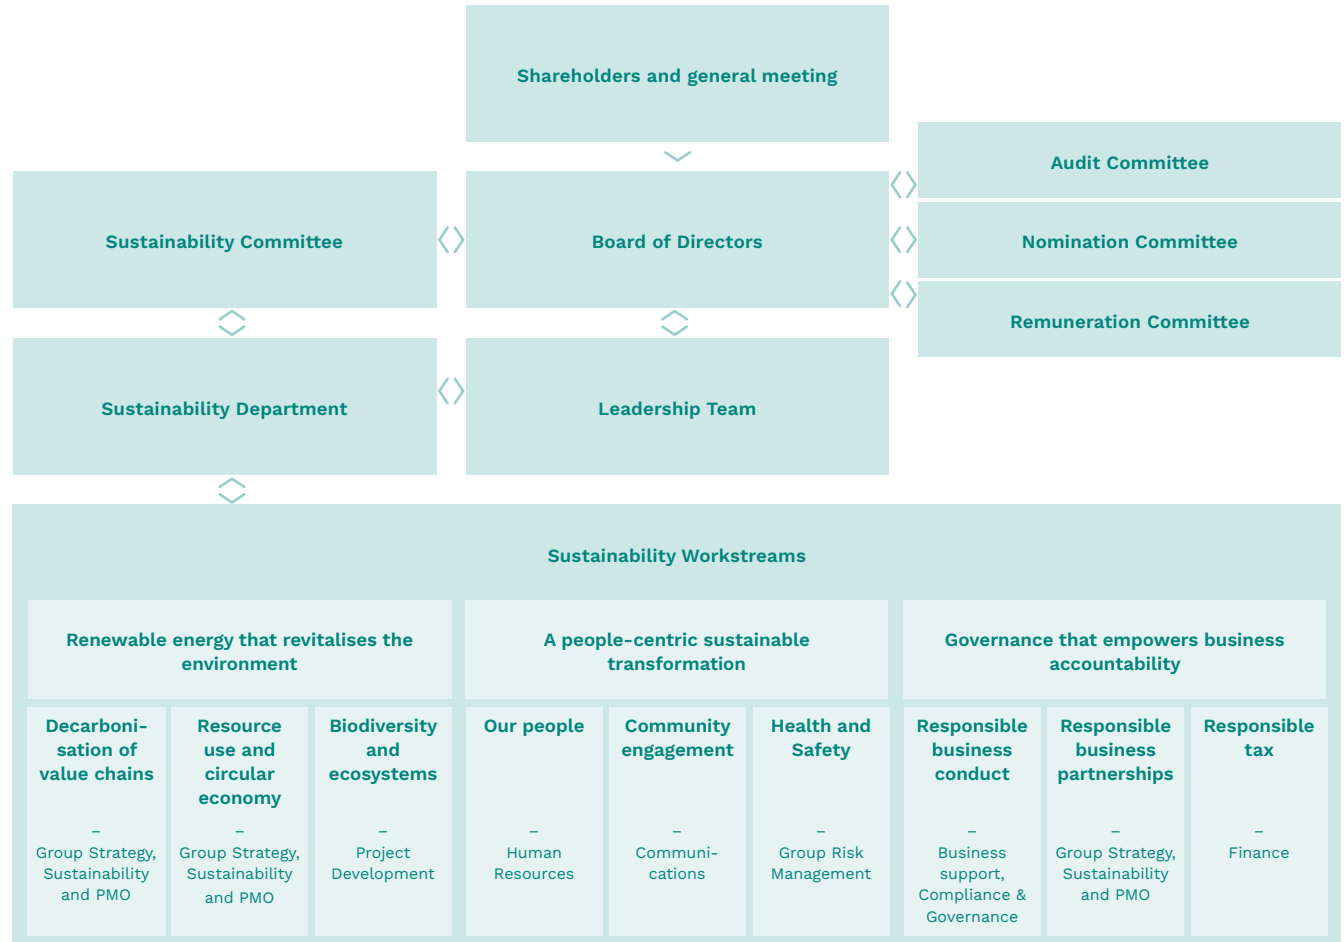 Shareholders and general meeting
Audit Committee
Sustainability Committee
Board of Directors
Nomination Committee
Remuneration Committee
Sustainability Department
Leadership Team
Sustainability Workstreams
Renewable energy that revitalises the
environment
A people-centric sustainable
transformation
Governance that empowers business
accountability
Decarboni-
sation of
value chains
–
Group Strategy,
Sustainability
and PMO
Resource
use and
circular
economy
–
Group Strategy,
Sustainability
and PMO
Biodiversity
and
ecosystems
–
Project
Development
Our people
–
Human
Resources
Community
engagement
–
Communi-
cations
Health and
Safety
–
Group Risk
Management
Responsible
business
conduct
–
Business
support,
Compliance &
Governance
Responsible
business
partnerships
–
Group Strategy,
Sustainability
and PMO
Responsible
tax
–
Finance